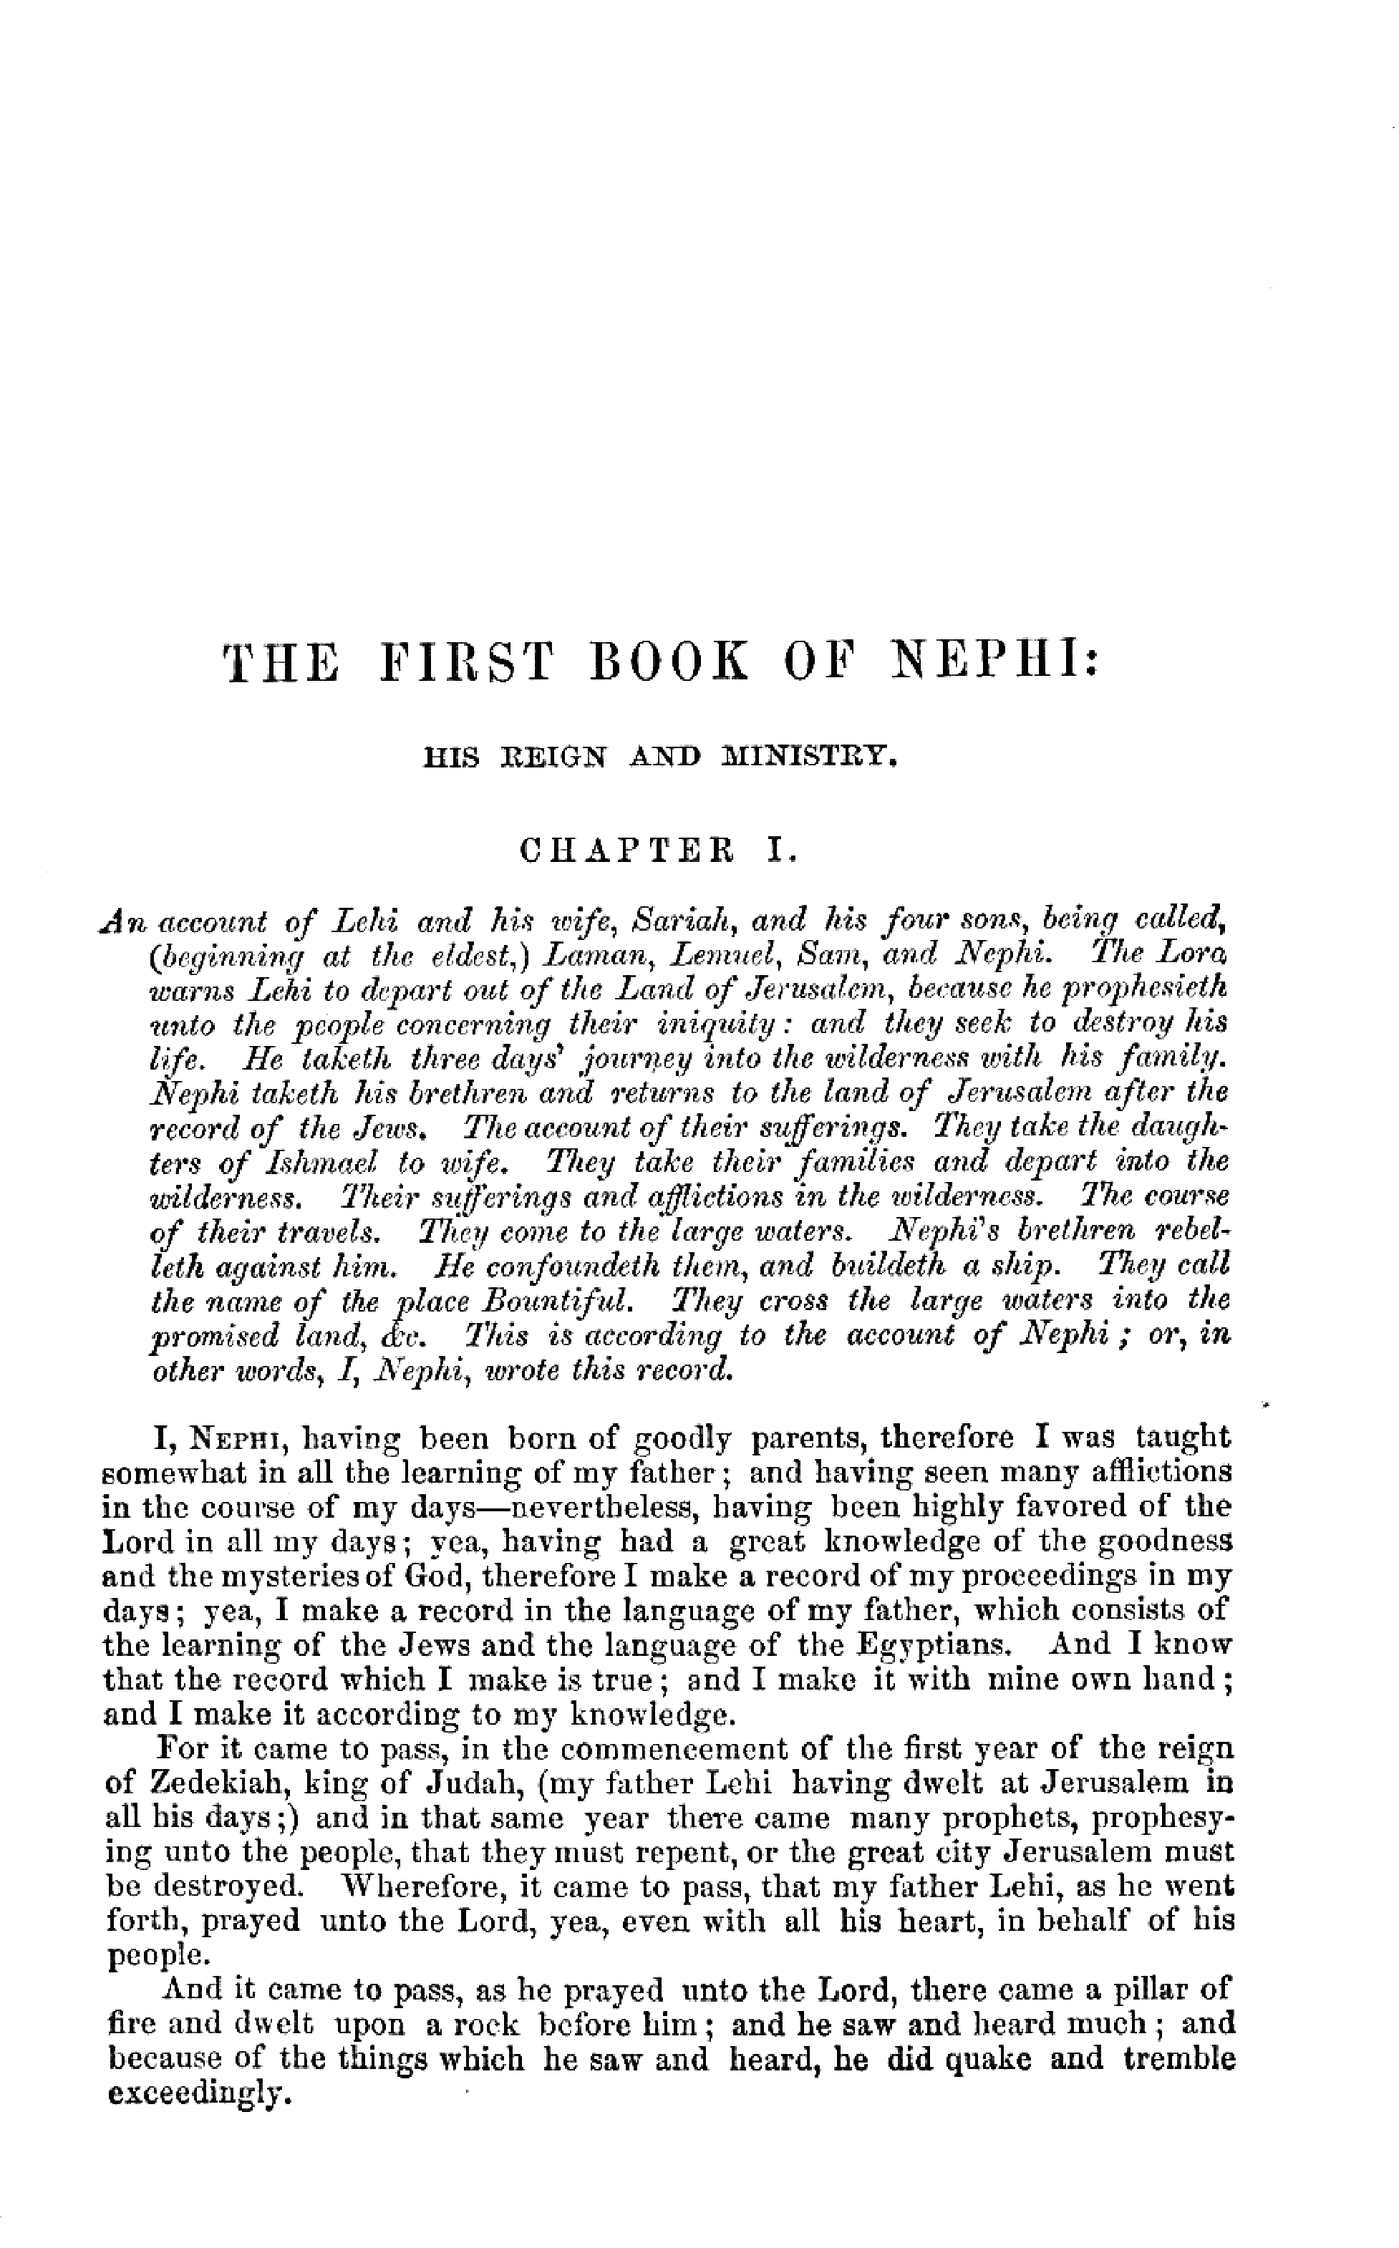 THE FIRST BOOK OF NEPHI:
HIS REIGN AND MINISTRY.
CHAPTER I.
An account of Lehi and his wife, Sariah, and his four sons, being called,
(beginning at the eldest,) Laman, Lemuel, Sam, and Nephi. The Lord
warns Lehi to depart out of the Land of Jerusalem, because he prophesieth
unto the people concerning their iniquity: and they seek to destroy his
life. He taketh three days' journey into the wilderness with his family.
Nephi taketh his brethren and returns to the land of Jerusalem after the
record of the Jews. The account of their sufferings. They take the daugh-
ters of Ishmael to wife. They take their families and depart into the
wilderness. Their sufferings and afflictions in the wilderness. The course
of their travels. They come to the large waters. Nephi's brethren rebel-
leth against him. He confoundeth them, and buildeth a ship. They call
the name of the place Bountiful. They cross the large waters into the
promised land, &c. This is according to the account of Nephi; or, in
other words, I, Nephi, wrote this record.
I, NEPHI, having been born of goodly parents, therefore I was taught
somewhat in all the learning of my father; and having seen many afflictions
in the course of my days—nevertheless, having been highly favored of the
Lord in all my days; yea, having had a great knowledge of the goodness
and the mysteries of God, therefore I make a record of my proceedings in my
days; yea, I make a record in the language of my father, which consists of
the learning of the Jews and the language of the Egyptians. And I know
that the record which I make is true; and I make it with mine own hand;
and I make it according to my knowledge.
For it came to pass, in the commencement of the first year of the reign
of Zedekiah, king of Judah, (my father Lehi having dwelt at Jerusalem in
all his days;) and in that same year there came many prophets, prophesy-
ing unto the people, that they must repent, or the great city Jerusalem must
be destroyed. Wherefore, it came to pass, that my father Lehi, as he went
forth, prayed unto the Lord, yea, even with all his heart, in behalf of his
people.
And it came to pass, as he prayed unto the Lord, there came a pillar of
fire and dwelt upon a rock before him; and he saw and heard much; and
because of the things which he saw and heard, he did quake and tremble
exceedingly.